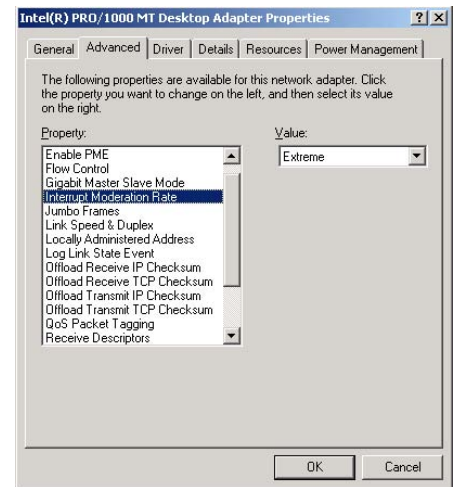 Intel(R) PRO/1000 MT Desktop Adapter Properties
General Advanced Driver Details Resources Power Management
The following properties are available for this network adapter. Click
the property you want to change on the left, and then select its value
on the right.
Property:
Value:
Enable PME
Flow Control
Gigabit Master Slave Mode
Interrupt Moderation Rate
Jumbo Frames
Link Speed & Duplex
Locally Administered Address
Log Link State Event
Offload Receive IP Checksum
Offload Receive TCP Checksum
Offload Transmit IP Checksum
Offload Transmit TCP Checksum
QoS Packet Tagging
Receive Descriptors
Extreme
OK Cancel